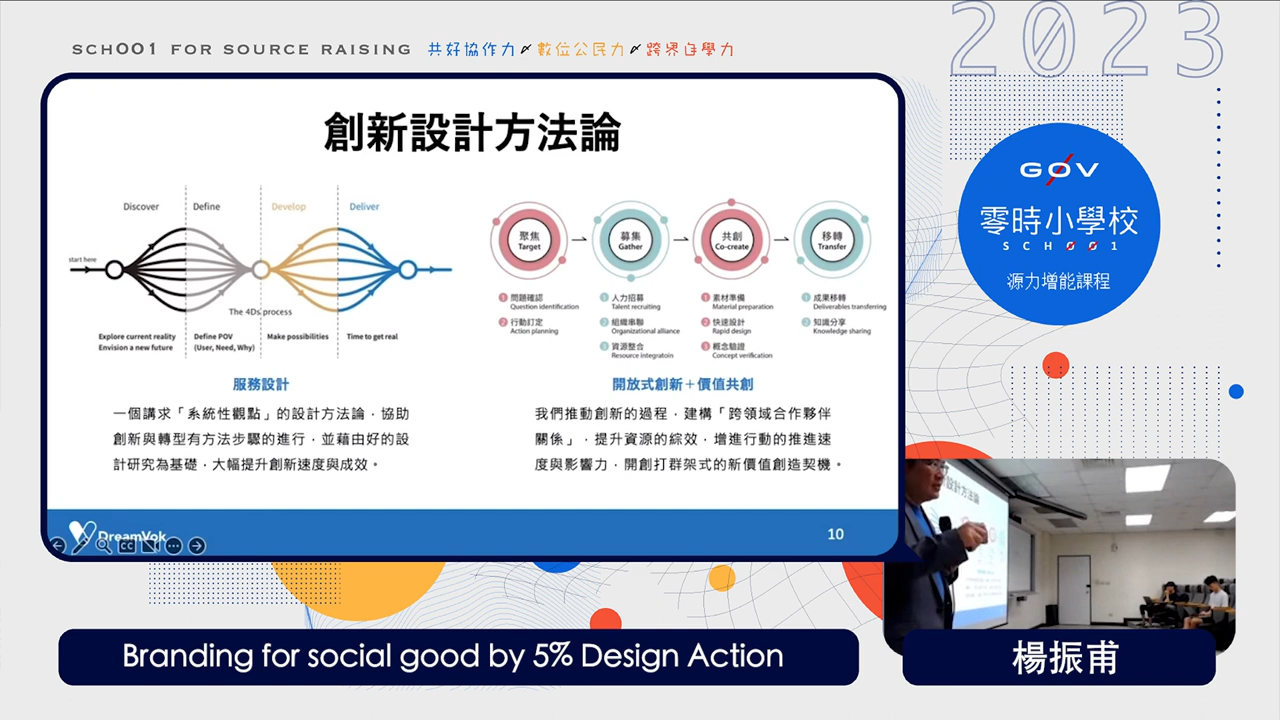 2023
SCH001 FOR SOURCE RAISING 共好協作力 數位公民力 跨界自學力
G0V
零時小學校
SCH001
源力增能課程
創新設計方法論
Discover Define Develop Deliver
start here
The 4Ds process
Explore current reality
Envision a new future
Define POV
(User, Need, Why)
Make possibilities
Time to get real
服務設計
一個講求「系統性觀點」的設計方法論，協助
創新與轉型有方法步驟的進行，並藉由好的設
計研究為基礎，大幅提升創新速度與成效。
聚焦
Target
募集
Gather
共創
Co-create
移轉
Transfer
1 問題確認
Question identification
2 行動訂定
Action planning
1 人力招募
Talent recruiting
2 組織串聯
Organizational alliance
3 資源整合
Resource integratoin
1 素材準備
Material preparation
2 快速設計
Rapid design
3 概念驗證
Concept verification
1 成果移轉
Deliverables transferring
2 知識分享
Knowledge sharing
開放式創新＋價值共創
我們推動創新的過程，建構「跨領域合作夥伴
關係」，提升資源的綜效，增進行動的推進速
度與影響力，開創打群架式的新價值創造契機。
DreamVok
CC
10
設計方法論
Branding for social good by 5% Design Action
楊振甫